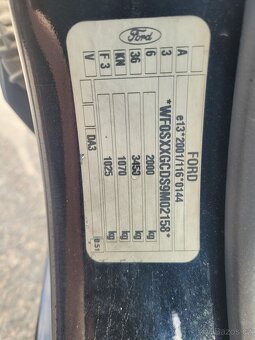 Ford
FORD
e13*2001/116*0144
*WF0SXXGCDS9M02158*
2000 kg
3450 kg
1070 kg
1025 kg
A
3
6
36
KN
F 3
V
DA3